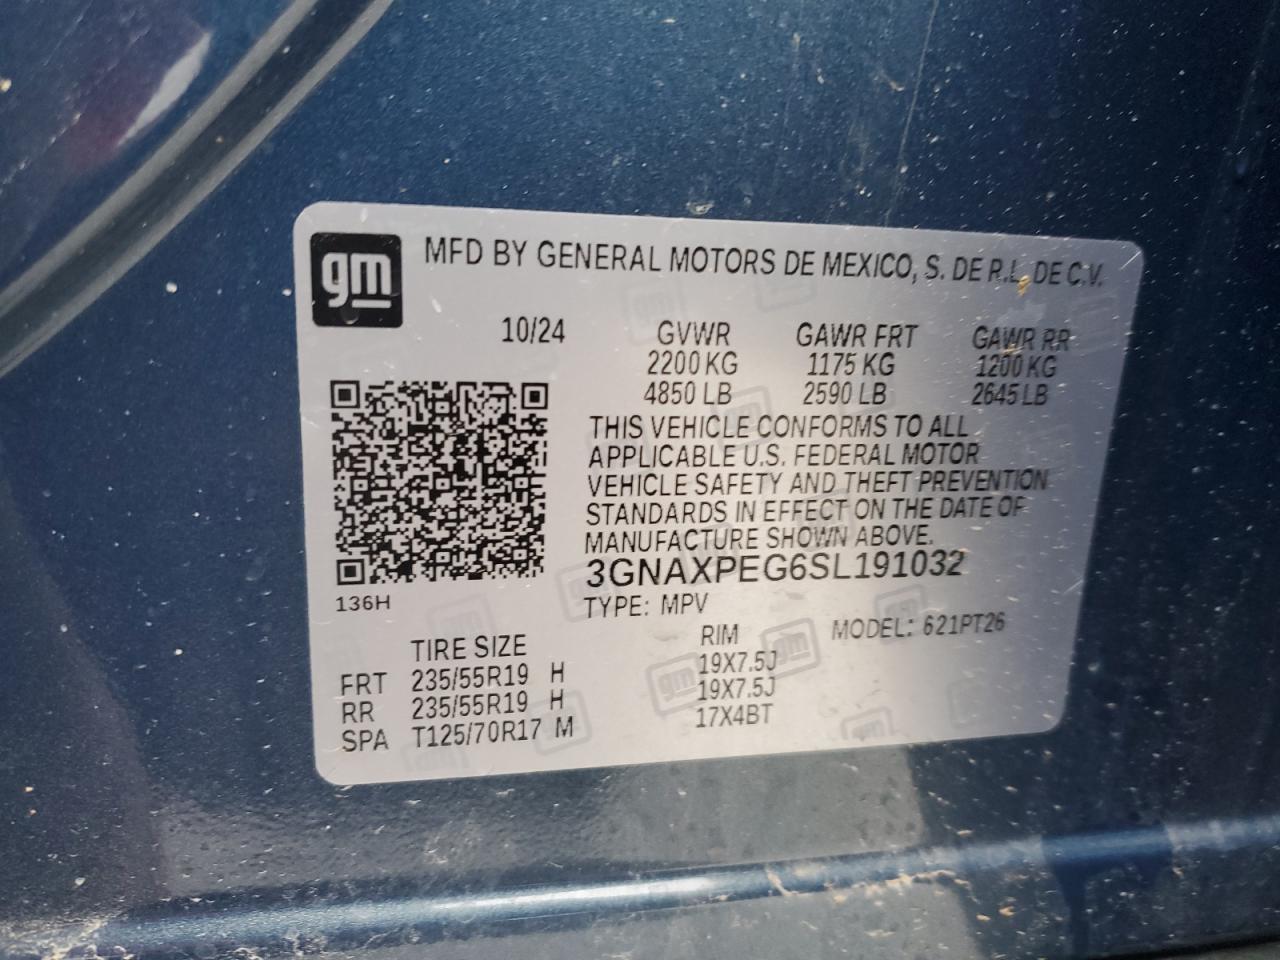 gm
MFD BY GENERAL MOTORS DE MEXICO, S. DE R.L. DE C.V.
10/24 GVWR GAWR FRT GAWR RR
2200 KG 1175 KG 1200 KG
4850 LB 2590 LB 2645 LB
THIS VEHICLE CONFORMS TO ALL
APPLICABLE U.S. FEDERAL MOTOR
VEHICLE SAFETY AND THEFT PREVENTION
STANDARDS IN EFFECT ON THE DATE OF
MANUFACTURE SHOWN ABOVE.
3GNAXPEG6SL191032
136H
TYPE: MPV MODEL: 621PT26
TIRE SIZE RIM
FRT 235/55R19 H 19X7.5J
RR 235/55R19 H 19X7.5J
SPA T125/70R17 M 17X4BT